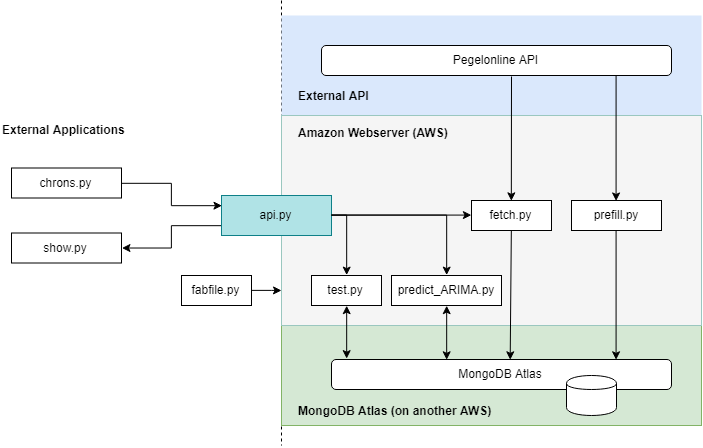 Pegelonline API
External API
External Applications
Amazon Webserver (AWS)
chrons.py
api.py
fetch.py
prefill.py
show.py
fabfile.py
test.py
predict_ARIMA.py
MongoDB Atlas
MongoDB Atlas (on another AWS)